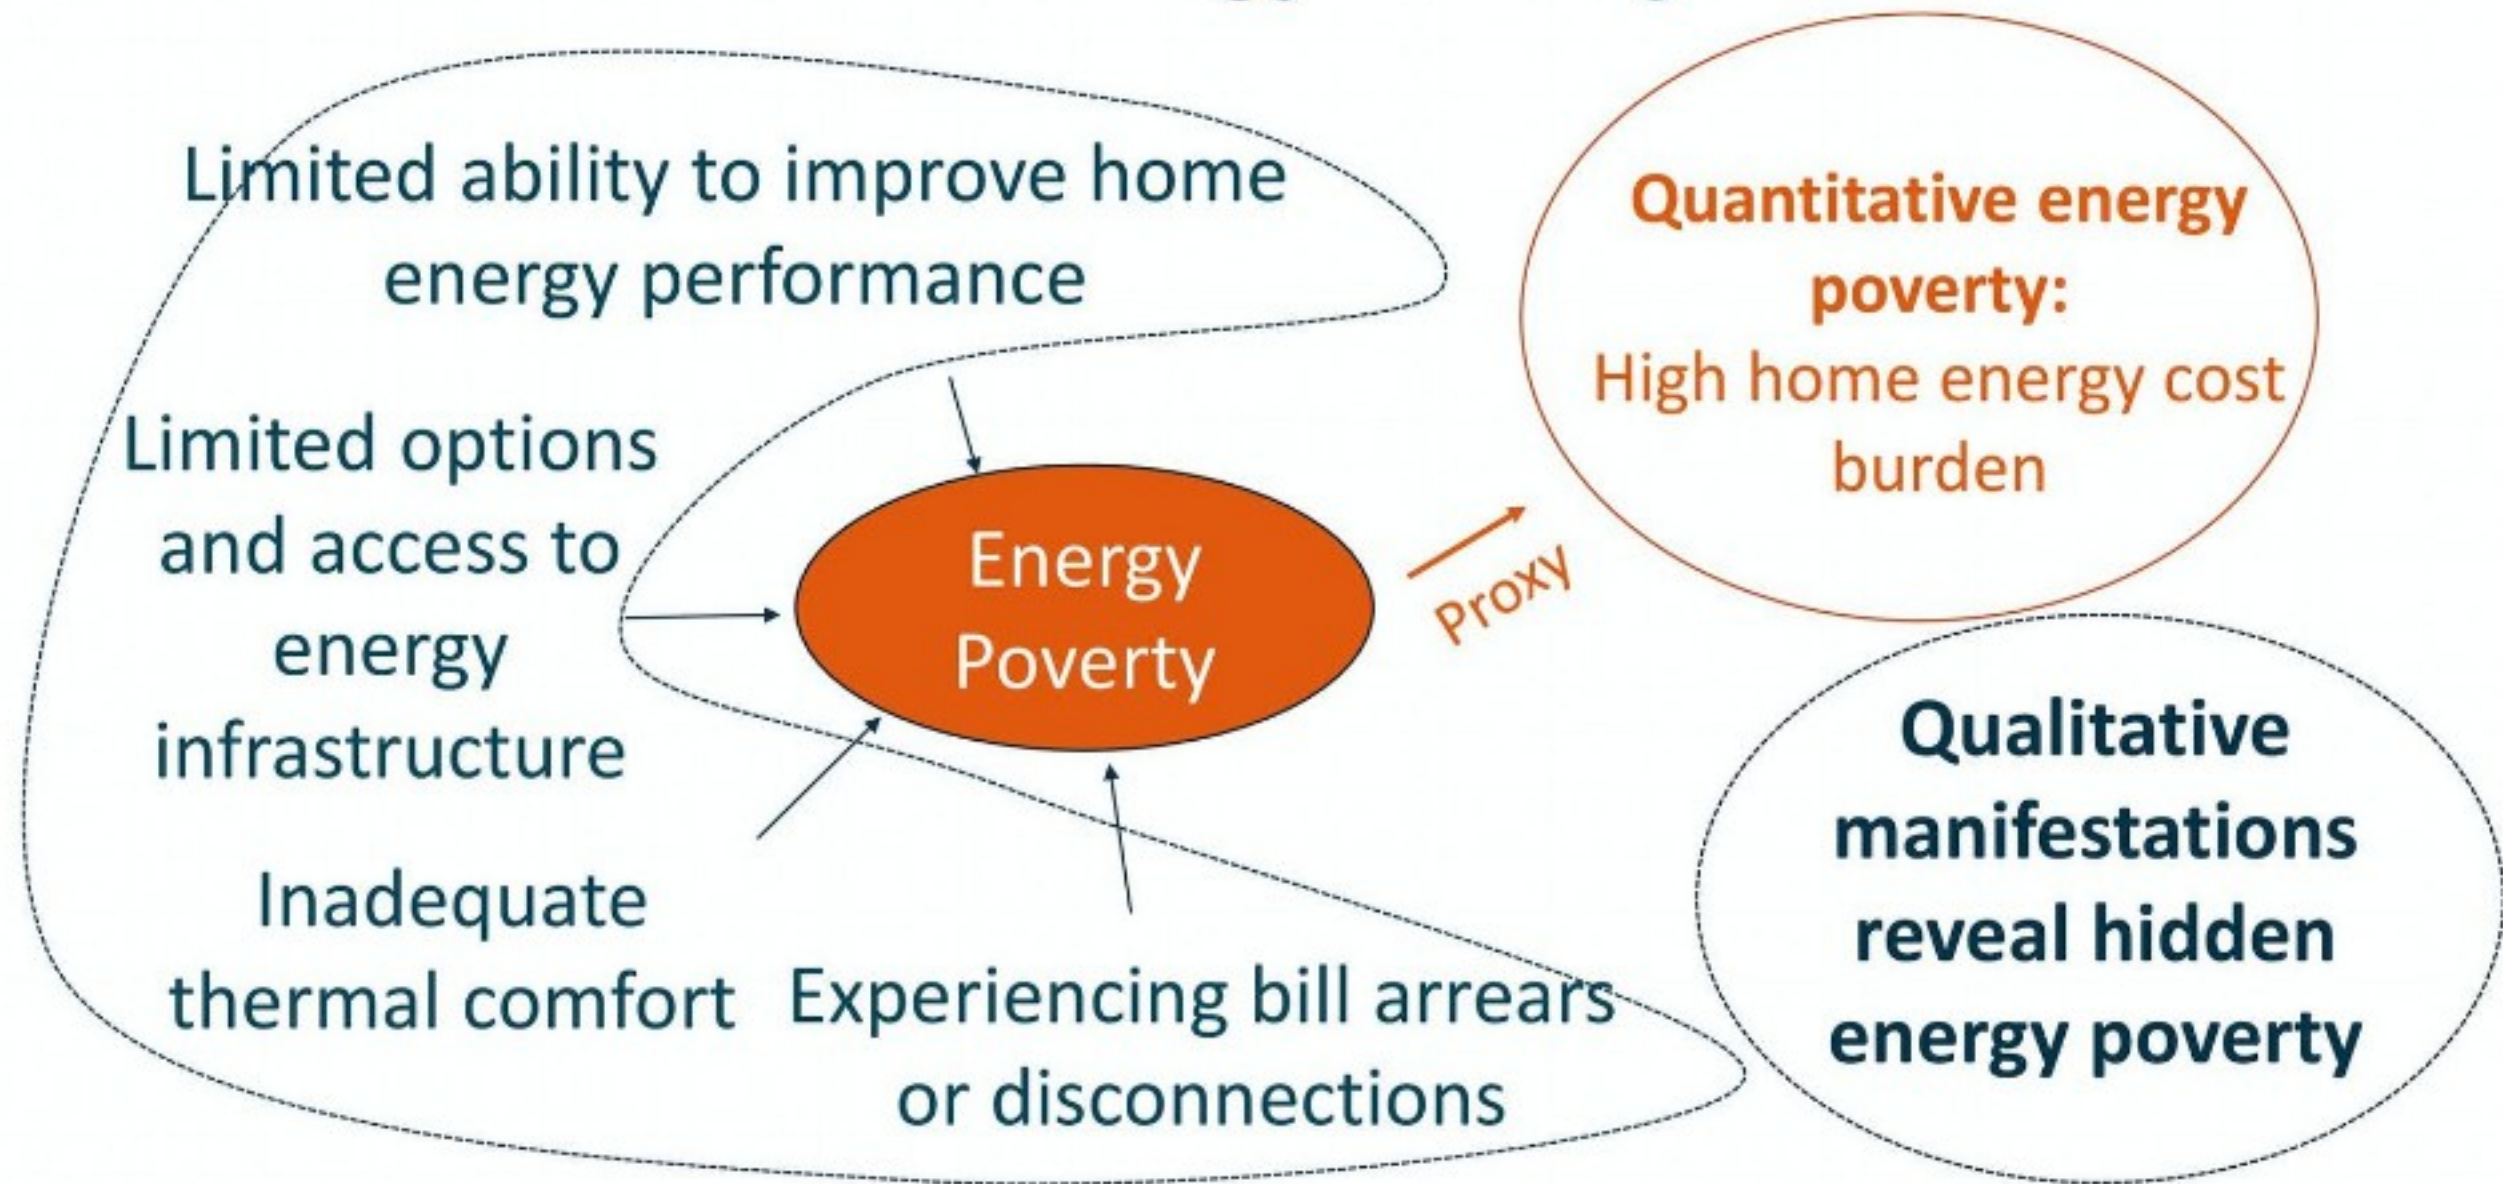 Limited ability to improve home
energy performance
Limited options
and access to
energy
infrastructure
Inadequate
thermal comfort
Experiencing bill arrears
or disconnections
Energy
Poverty
Proxy
Quantitative energy
poverty:
High home energy cost
burden
Qualitative
manifestations
reveal hidden
energy poverty